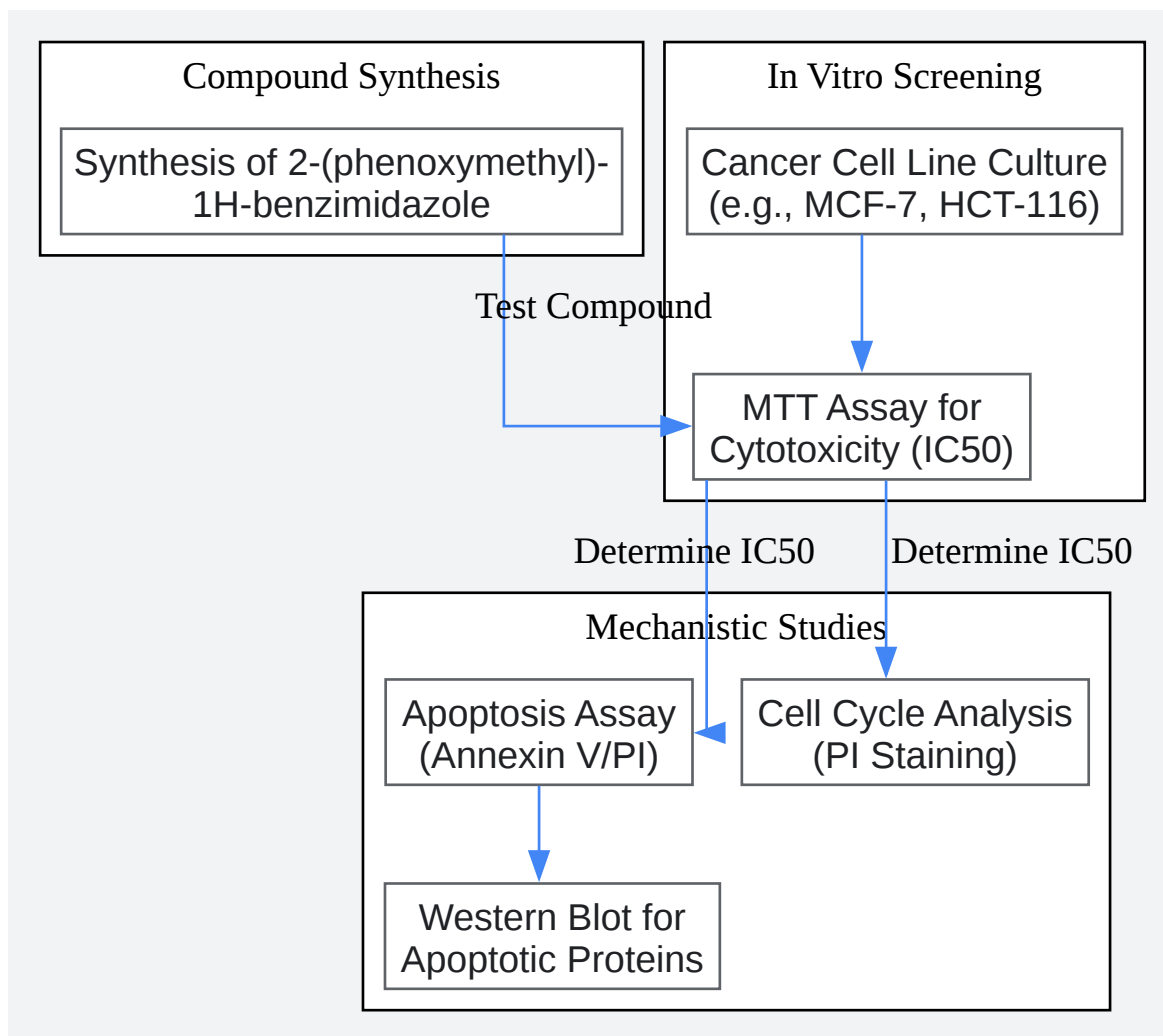 Compound Synthesis
Synthesis of 2-(phenoxymethyl)-
1H-benzimidazole
In Vitro Screening
Cancer Cell Line Culture
(e.g., MCF-7, HCT-116)
Test Compound
MTT Assay for
Cytotoxicity (IC50)
Determine IC50
Determine IC50
Mechanistic Studies
Apoptosis Assay
(Annexin V/PI)
Cell Cycle Analysis
(PI Staining)
Western Blot for
Apoptotic Proteins